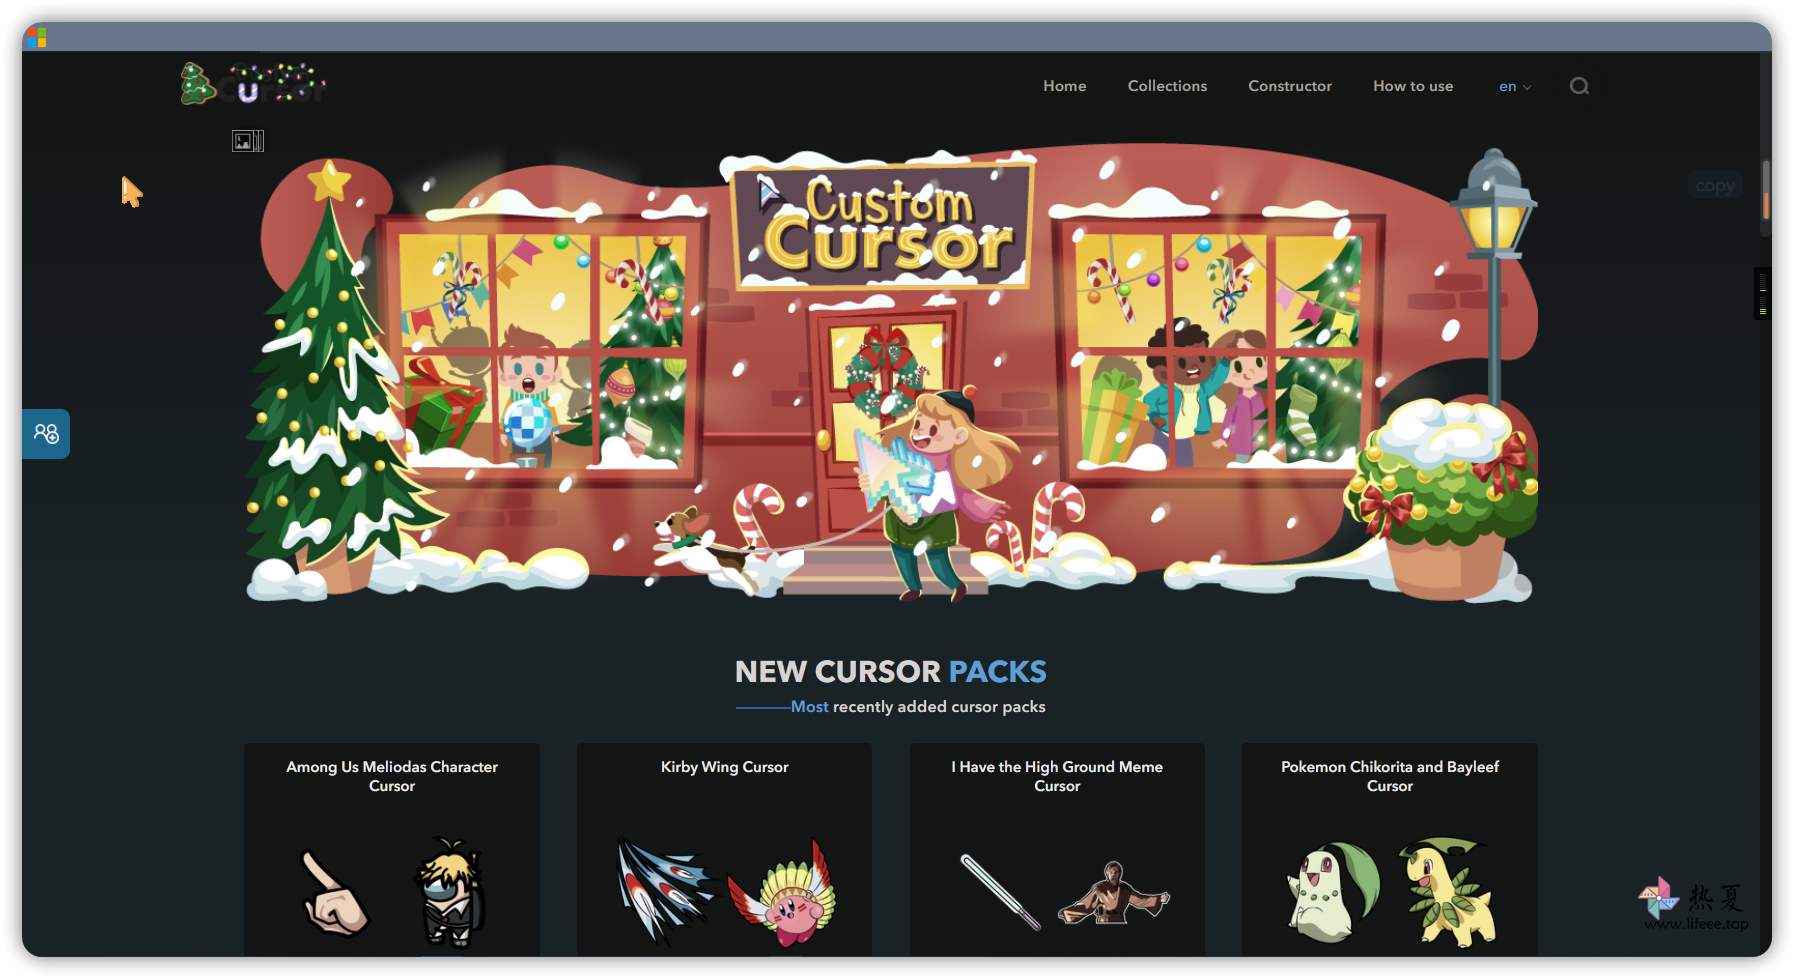 Cursor
Home
Collections
Constructor
How to use
en
copy
Custom
Cursor
NEW CURSOR PACKS
Most recently added cursor packs
Among Us Meliodas Character
Cursor
Kirby Wing Cursor
I Have the High Ground Meme
Cursor
Pokemon Chikorita and Bayleef
Cursor
热夏
www.lifeee.top